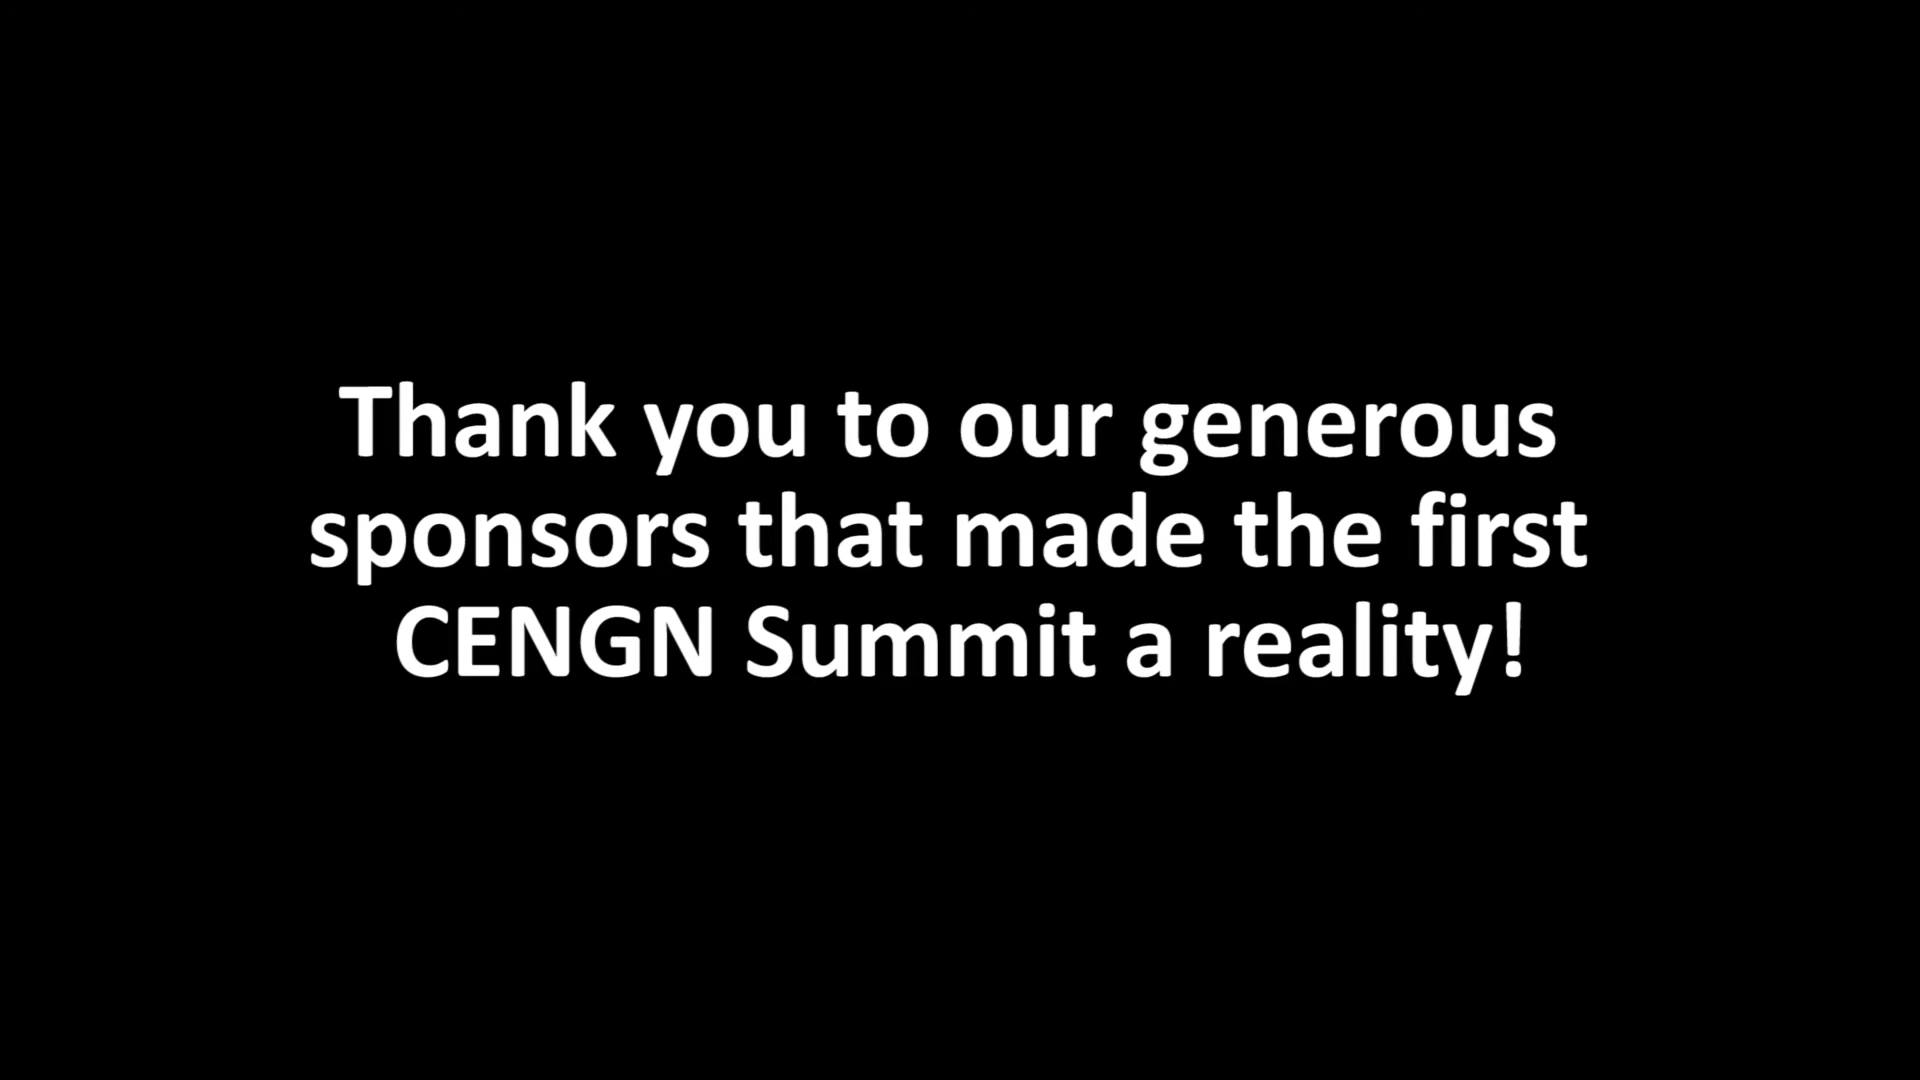 Thank you to our generous
sponsors that made the first
CENGN Summit a reality!